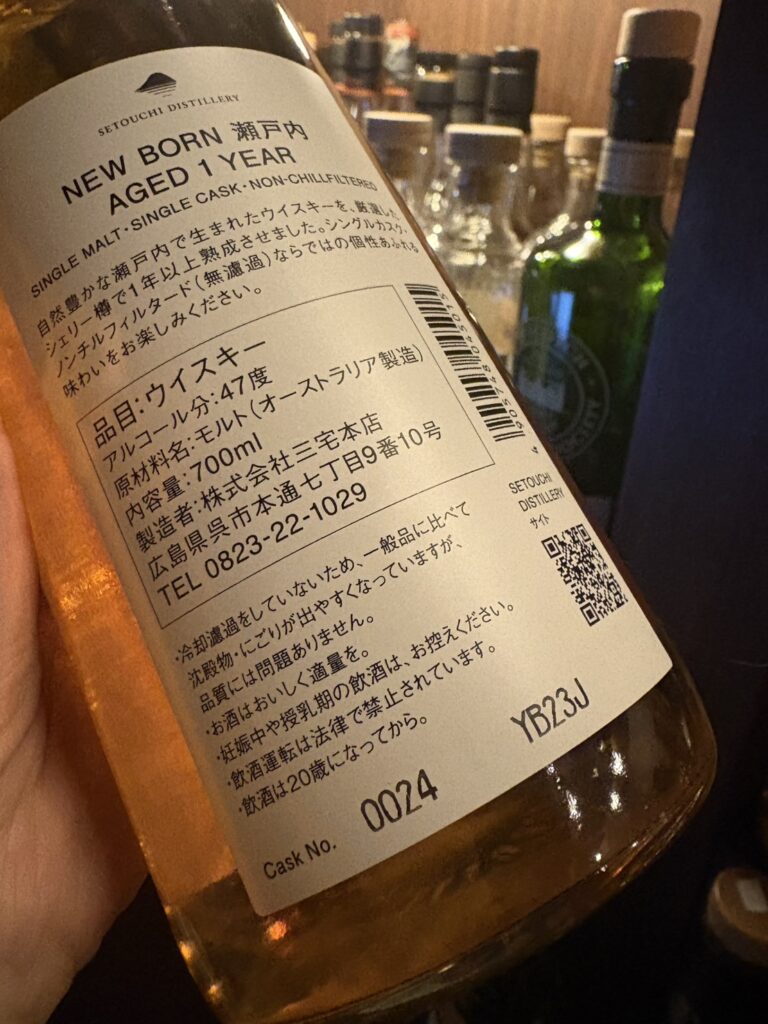 SETOUCHI DISTILLERY
NEW BORN 瀬戸内
AGED 1 YEAR
SINGLE MALT・SINGLE CASK・NON-CHILLFILTERED
自然豊かな瀬戸内で生まれたウイスキーを、厳選した
シェリー樽で1年以上熟成させました。シングルカスク、
ノンチルフィルタード(無濾過)ならではの個性あふれる
味わいをお楽しみください。
品目:ウイスキー
アルコール分:47度
原材料名:モルト(オーストラリア製造)
内容量:700ml
製造者:株式会社三宅本店
広島県呉市本通七丁目9番10号
TEL 0823-22-1029
SETOUCHI
DISTILLERY
サイト
・冷却濾過をしていないため、一般品に比べて
沈殿物・にごりが出やすくなっていますが、
品質には問題ありません。
・お酒はおいしく適量を。
・妊娠中や授乳期の飲酒は、お控えください。
・飲酒運転は法律で禁止されています。
・飲酒は20歳になってから。
YB23J
Cask No. 0024